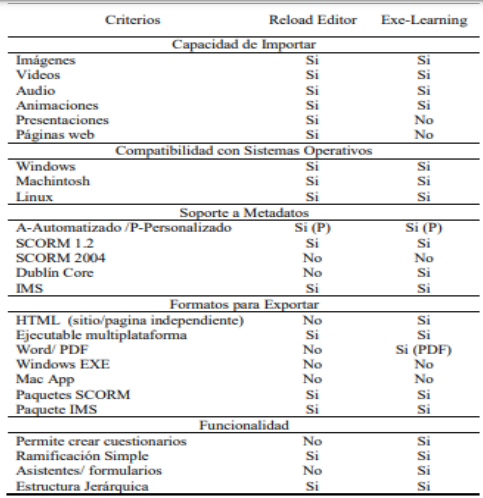 Criterios Reload Editor Exe-Learning
Capacidad de Importar
Imágenes Si Si
Videos Si Si
Audio Si Si
Animaciones Si Si
Presentaciones Si No
Páginas web Si No
Compatibilidad con Sistemas Operativos
Windows Si Si
Machintosh Si Si
Linux Si Si
Soporte a Metadatos
A-Automatizado /P-Personalizado Si (P) Si (P)
SCORM 1.2 Si Si
SCORM 2004 No No
Dublín Core No Si
IMS Si Si
Formatos para Exportar
HTML (sitio/pagina independiente) No Si
Ejecutable multiplataforma Si Si
Word/ PDF No Si (PDF)
Windows EXE No No
Mac App No No
Paquetes SCORM Si Si
Paquete IMS Si Si
Funcionalidad
Permite crear cuestionarios No Si
Ramificación Simple Si Si
Asistentes/ formularios No Si
Estructura Jerárquica Si Si